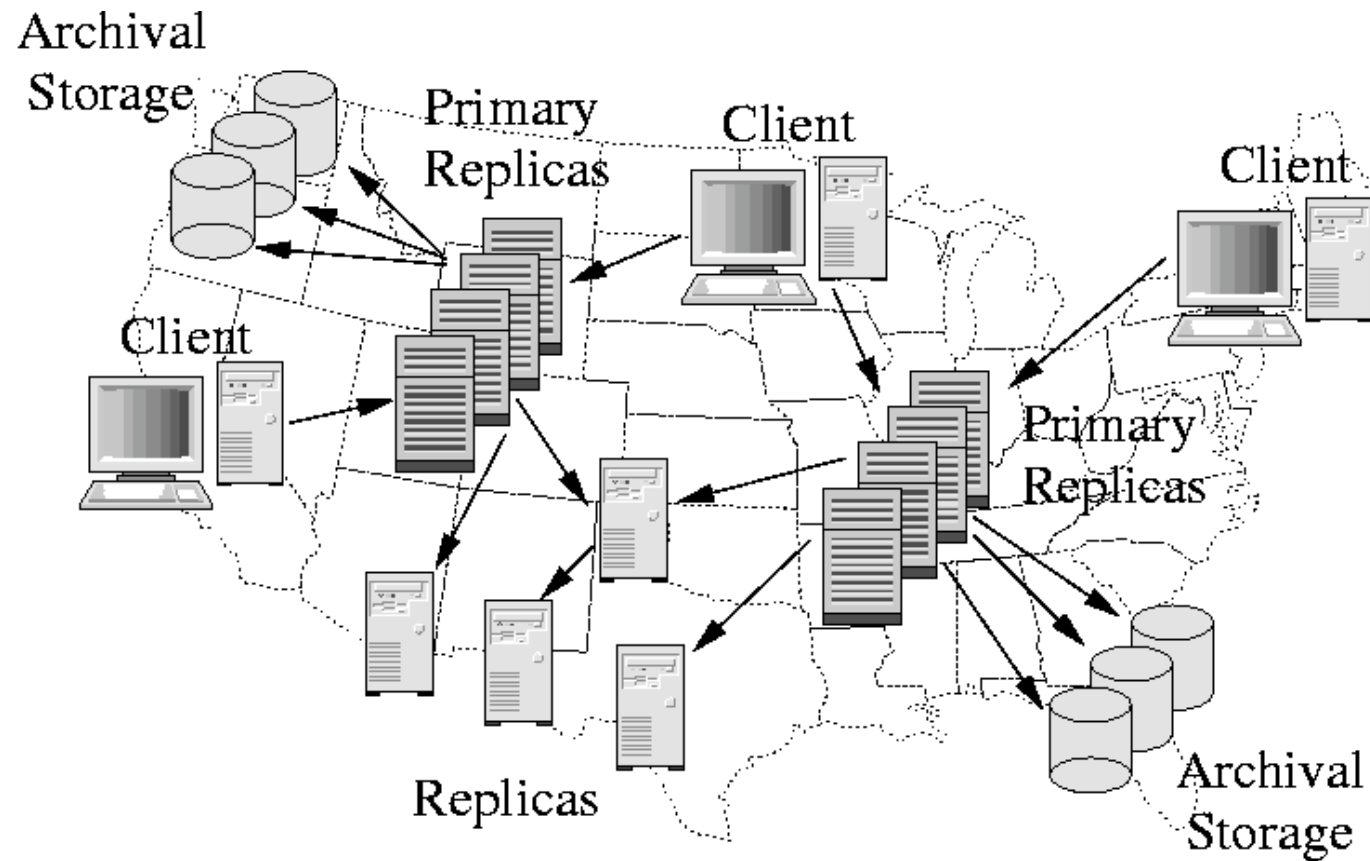 Archival
Storage
Primary
Replicas
Client
Client
Client
Primary
Replicas
Replicas
Archival
Storage